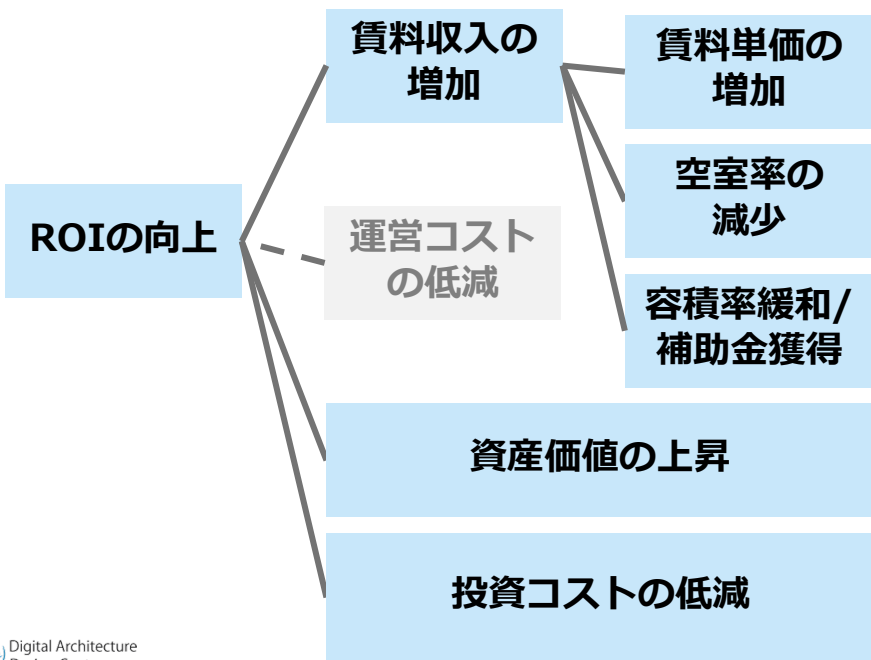 賃料収入の
増加
賃料単価の
増加
空室率の
減少
ROIの向上
運営コスト
の低減
容積率緩和/
補助金獲得
資産価値の上昇
投資コストの低減
Digital Architecture